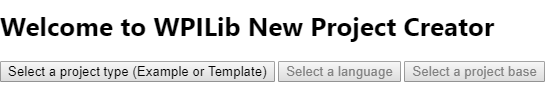 Welcome to WPILib New Project Creator
Select a project type (Example or Template) Select a language Select a project base